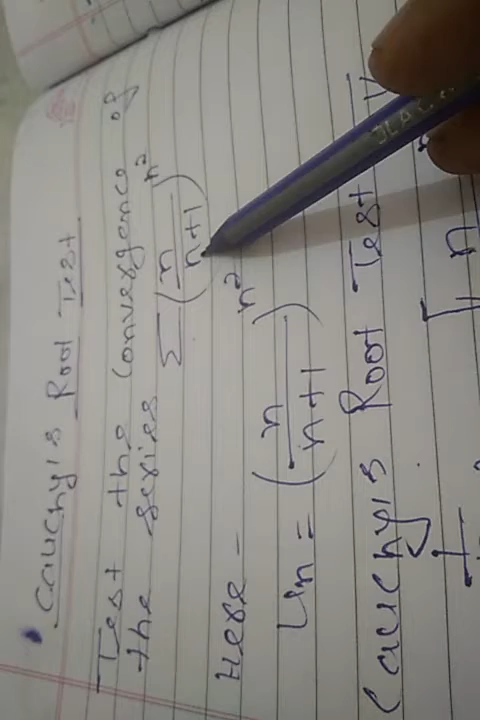 Cauchy's Root Test
Test the Convergence of
the series ∑(n/n+1)^n²
Here -
Un = (n/n+1)^n²
Cauchy's Root Test